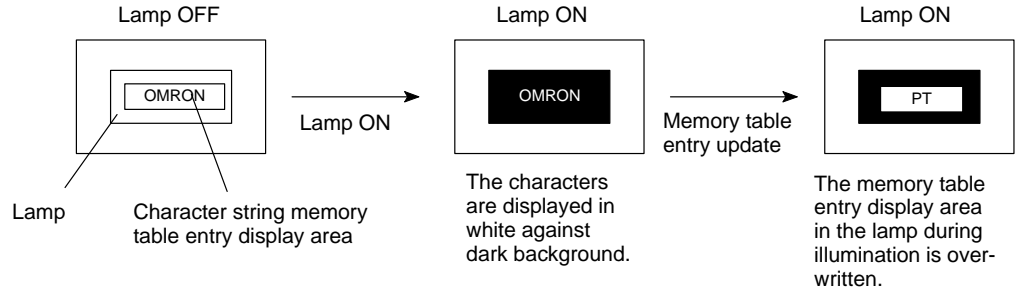 Lamp OFF
Lamp ON
Lamp ON
OMRON
OMRON
PT
Lamp ON
Memory table
entry update
Lamp
Character string memory
table entry display area
The characters
are displayed in
white against
dark background.
The memory table
entry display area
in the lamp during
illumination is over-
written.